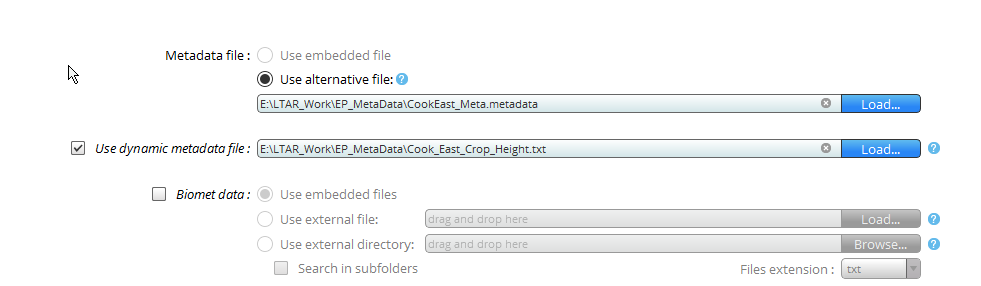 Metadata file : Use embedded file
Use alternative file: ?
E:\LTAR_Work\EP_MetaData\CookEast_Meta.metadata Load...
Use dynamic metadata file : E:\LTAR_Work\EP_MetaData\Cook_East_Crop_Height.txt Load... ?
Biomet data : Use embedded files
Use external file: drag and drop here Load... ?
Use external directory: drag and drop here Browse... ?
Search in subfolders Files extension : txt